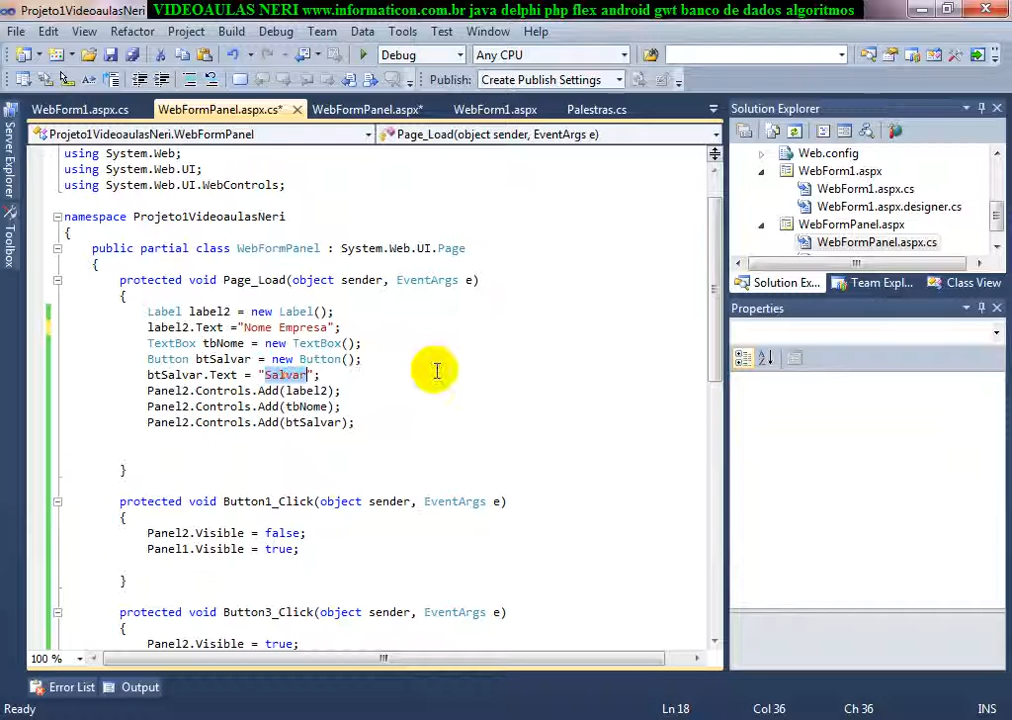 Projeto1
VIDEOAULAS NERI www.informaticon.com.br java delphi php flex android gwt banco de dados algoritmos
File Edit View Refactor Project Build Debug Team Data Tools Test Window Help
Debug Any CPU
Publish: Create Publish Settings
WebForm1.aspx.cs WebFormPanel.aspx.cs* WebFormPanel.aspx* WebForm1.aspx Palestras.cs
Projeto1VideoaulasNeri.WebFormPanel Page_Load(object sender, EventArgs e)
Server Explorer
Toolbox
using System.Web;
using System.Web.UI;
using System.Web.UI.WebControls;
namespace Projeto1VideoaulasNeri
{
public partial class WebFormPanel : System.Web.UI.Page
{
protected void Page_Load(object sender, EventArgs e)
{
Label label2 = new Label();
label2.Text ="Nome Empresa";
TextBox tbNome = new TextBox();
Button btSalvar = new Button();
btSalvar.Text = "Salvar";
Panel2.Controls.Add(label2);
Panel2.Controls.Add(tbNome);
Panel2.Controls.Add(btSalvar);
}
protected void Button1_Click(object sender, EventArgs e)
{
Panel2.Visible = false;
Panel1.Visible = true;
}
protected void Button3_Click(object sender, EventArgs e)
{
Panel2.Visible = true;
100 %
Solution Explorer
Web.config
WebForm1.aspx
WebForm1.aspx.cs
WebForm1.aspx.designer.cs
WebFormPanel.aspx
WebFormPanel.aspx.cs
Solution Ex... Team Expl... Class View
Properties
Error List Output
Ready Ln 18 Col 36 Ch 36 INS